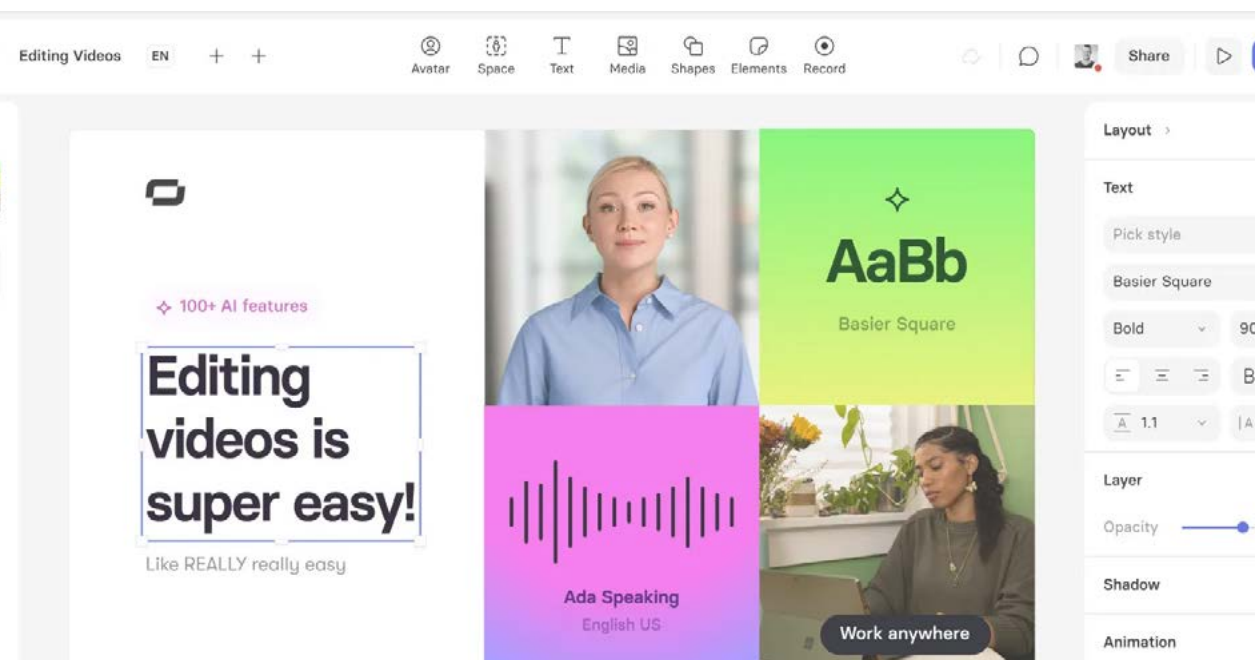 Editing Videos
EN
Avatar
Space
Text
Media
Shapes
Elements
Record
Share
100+ AI features
Editing
videos is
super easy!
Like REALLY really easy
AaBb
Basier Square
Ada Speaking
English US
Work anywhere
Layout
Text
Pick style
Basier Square
Bold
90
B
A 1.1
A
Layer
Opacity
Shadow
Animation